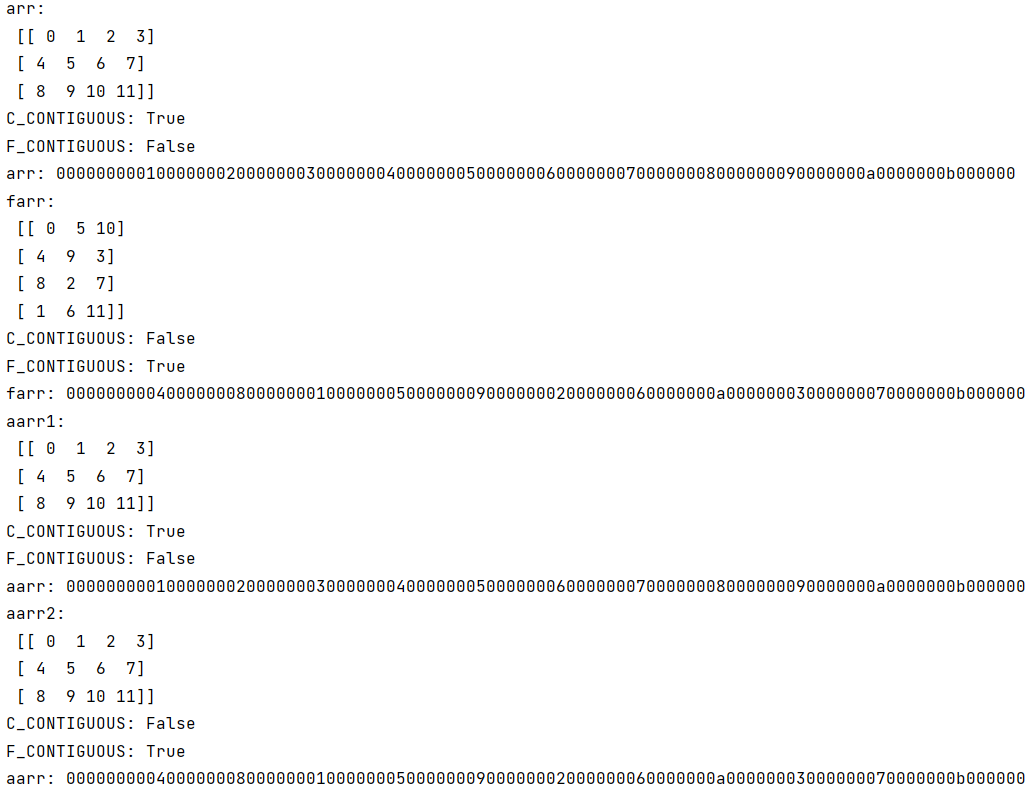 arr:
[[ 0  1  2  3]
[ 4  5  6  7]
[ 8  9 10 11]]
C_CONTIGUOUS: True
F_CONTIGUOUS: False
arr: 000000000100000002000000030000000400000005000000060000000700000008000000090000000a0000000b000000
farr:
[[ 0  5 10]
[ 4  9  3]
[ 8  2  7]
[ 1  6 11]]
C_CONTIGUOUS: False
F_CONTIGUOUS: True
farr: 00000000040000000800000001000000050000000900000002000000060000000a00000003000000070000000b000000
aarr1:
[[ 0  1  2  3]
[ 4  5  6  7]
[ 8  9 10 11]]
C_CONTIGUOUS: True
F_CONTIGUOUS: False
aarr: 000000000100000002000000030000000400000005000000060000000700000008000000090000000a0000000b000000
aarr2:
[[ 0  1  2  3]
[ 4  5  6  7]
[ 8  9 10 11]]
C_CONTIGUOUS: False
F_CONTIGUOUS: True
aarr: 00000000040000000800000001000000050000000900000002000000060000000a00000003000000070000000b000000